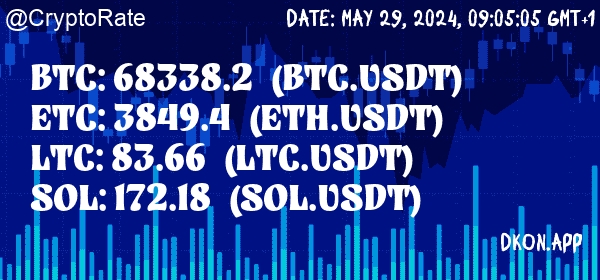 @CryptoRate
DATE: MAY 29, 2024, 09:05:05 GMT+1
BTC: 68338.2 (BTC.USDT)
ETC: 3849.4 (ETH.USDT)
LTC: 83.66 (LTC.USDT)
SOL: 172.18 (SOL.USDT)
DKON.APP